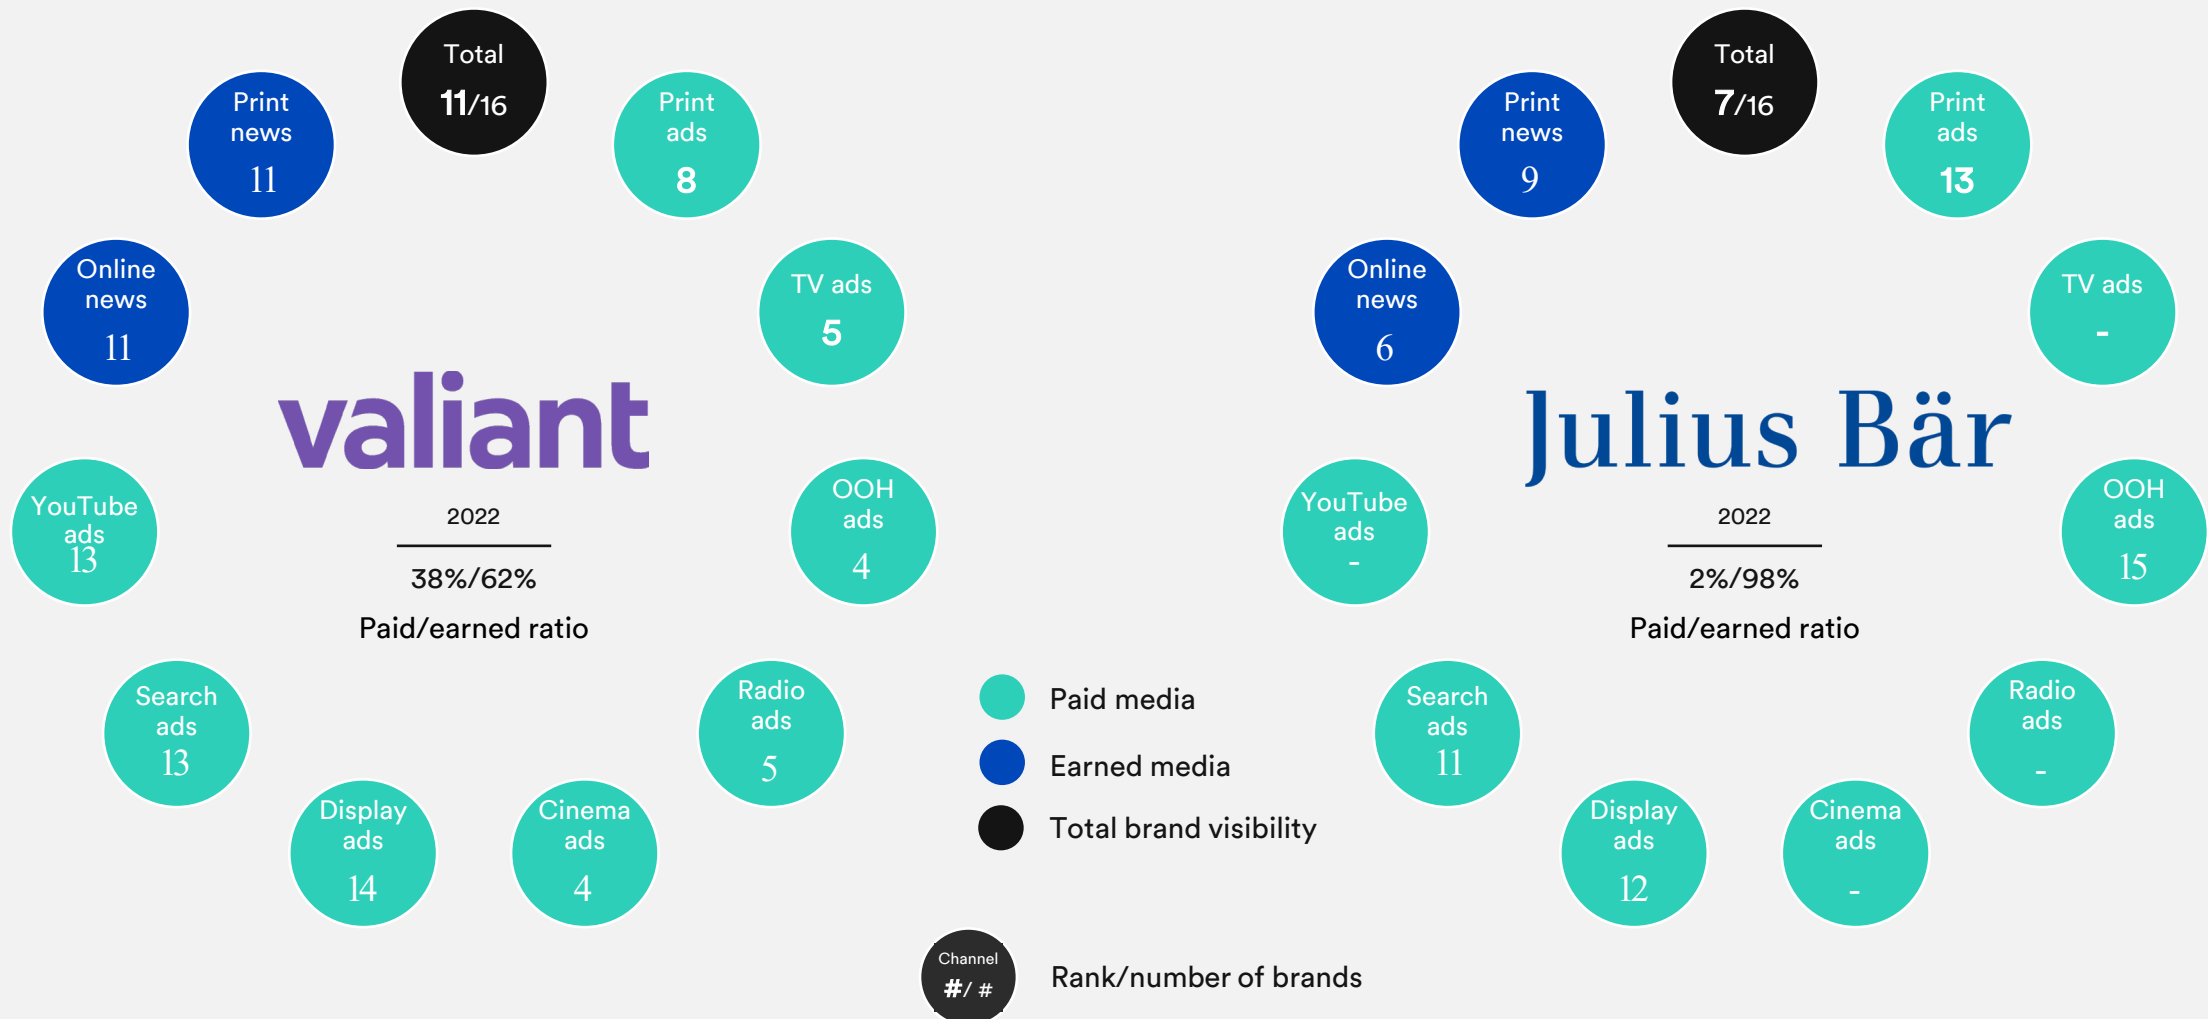 Total
11/16
Print
ads
8
TV ads
5
OOH
ads
4
Radio
ads
5
Cinema
ads
4
Display
ads
14
Search
ads
13
YouTube
ads
13
Online
news
11
Print
news
11
valiant
2022
38%/62%
Paid/earned ratio
Total
7/16
Print
ads
13
TV ads
-
OOH
ads
15
Radio
ads
-
Cinema
ads
-
Display
ads
12
Search
ads
11
YouTube
ads
-
Online
news
6
Print
news
9
Julius Bär
2022
2%/98%
Paid/earned ratio
Paid media
Earned media
Total brand visibility
Channel
#/ #
Rank/number of brands